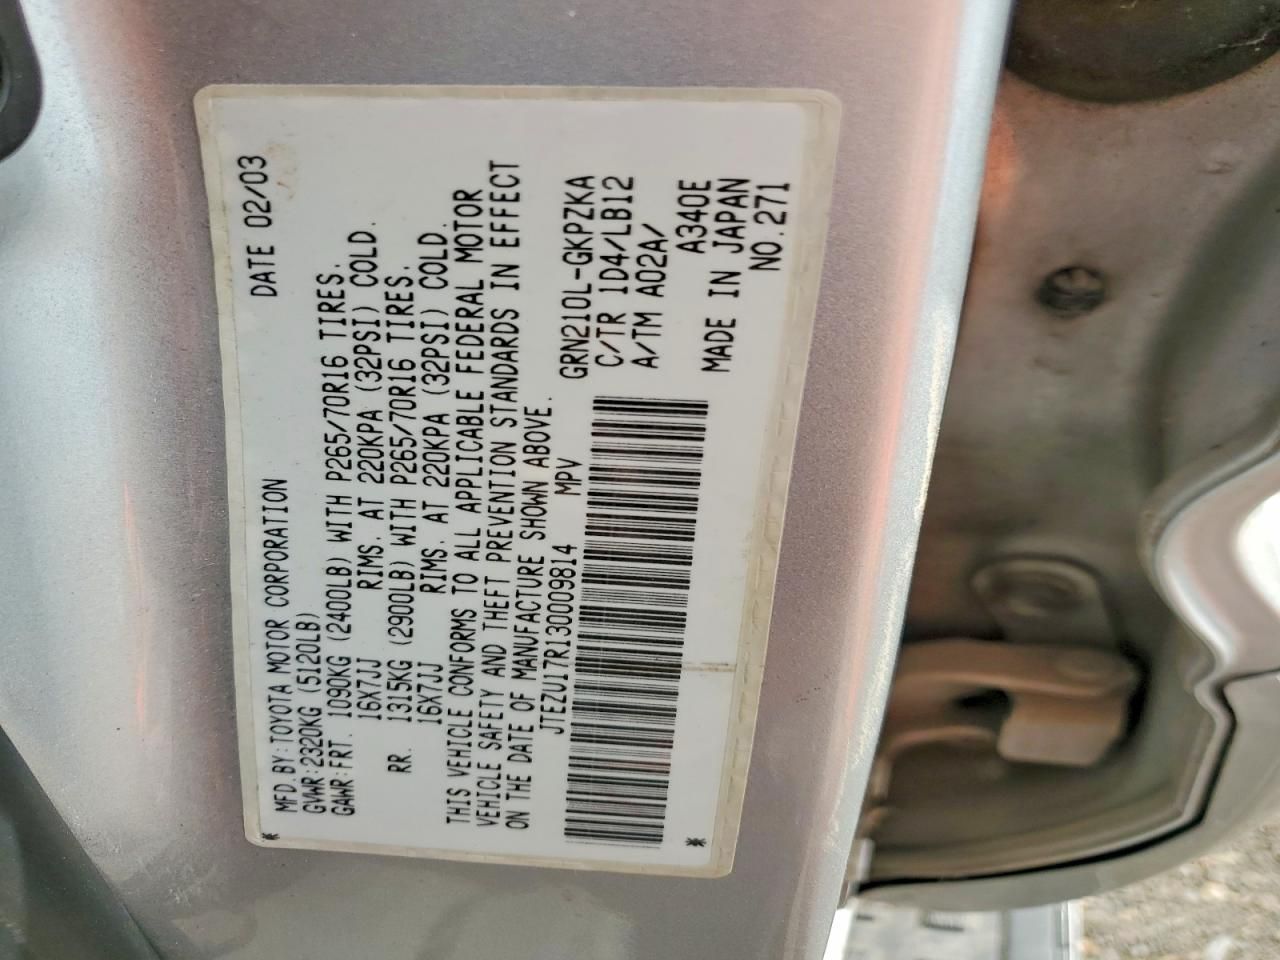 MFD.BY:TOYOTA MOTOR CORPORATION DATE 02/03
GVWR:2320KG (5120LB)
GAWR:FRT. 1090KG (2400LB) WITH P265/70R16 TIRES.
16X7JJ RIMS. AT 220KPA (32PSI) COLD.
RR. 1315KG (2900LB) WITH P265/70R16 TIRES.
16X7JJ RIMS. AT 220KPA (32PSI) COLD.
THIS VEHICLE CONFORMS TO ALL APPLICABLE FEDERAL MOTOR
VEHICLE SAFETY AND THEFT PREVENTION STANDARDS IN EFFECT
ON THE DATE OF MANUFACTURE SHOWN ABOVE.
JTEZU17R130009814 MPV
GRN210L-GKPZKA
C/TR 1D4/LB12
A/TM A02A/
A340E
MADE IN JAPAN
NO.271